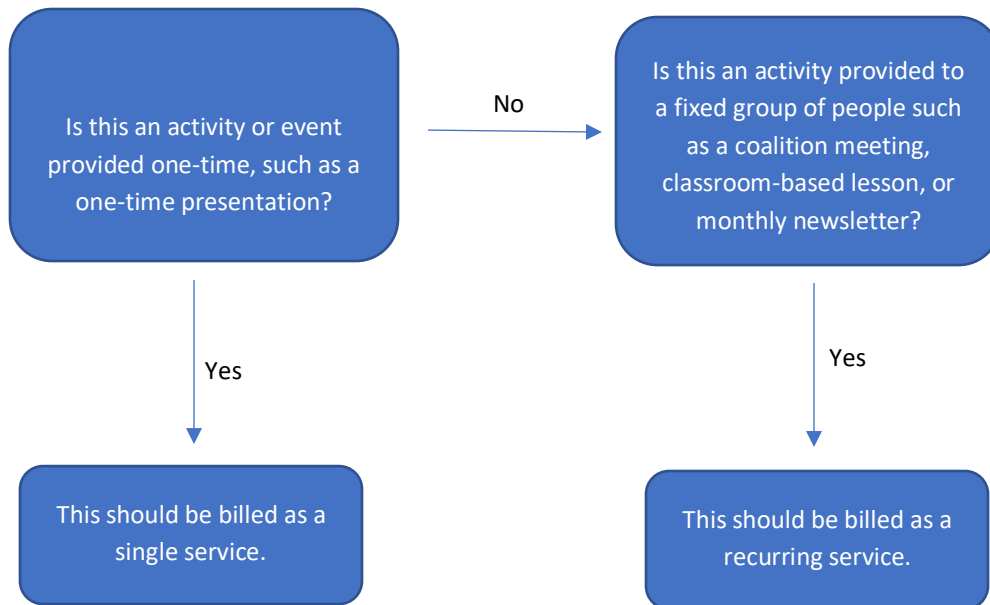 Is this an activity or event
provided one-time, such as a
one-time presentation?
No
Is this an activity provided to
a fixed group of people such
as a coalition meeting,
classroom-based lesson, or
monthly newsletter?
Yes
Yes
This should be billed as a
single service.
This should be billed as a
recurring service.